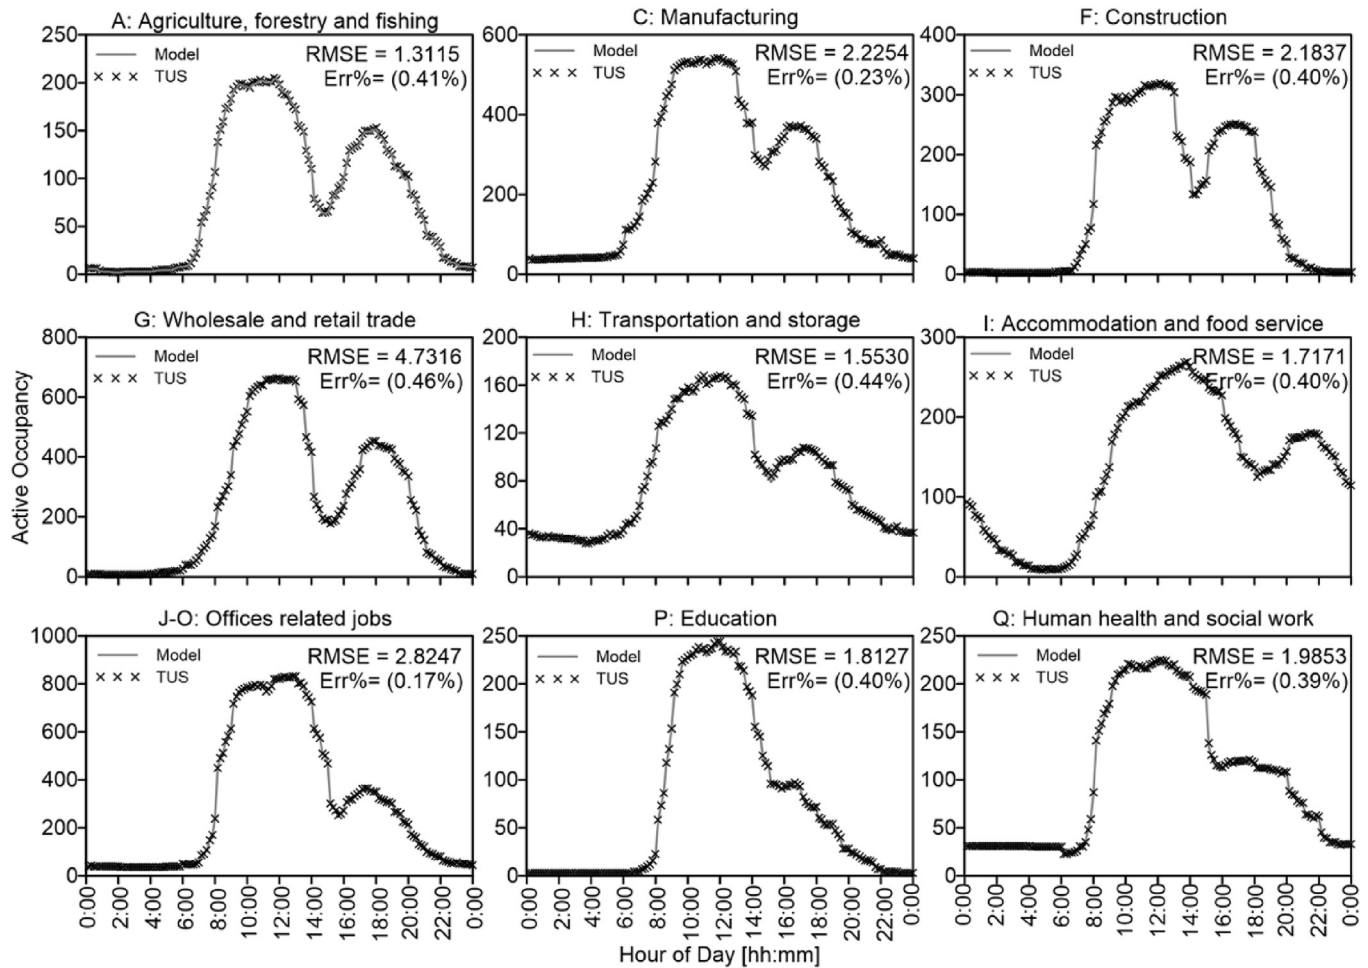 A: Agriculture, forestry and fishing
250
200
150
100
50
0
Model
TUS
RMSE = 1.3115
Err%= (0.41%)
C: Manufacturing
600
400
200
0
Model
TUS
RMSE = 2.2254
Err%= (0.23%)
F: Construction
400
300
200
100
0
Model
TUS
RMSE = 2.1837
Err%= (0.40%)
G: Wholesale and retail trade
800
600
400
200
0
Model
TUS
RMSE = 4.7316
Err%= (0.46%)
H: Transportation and storage
200
160
120
80
40
0
Model
TUS
RMSE = 1.5530
Err%= (0.44%)
I: Accommodation and food service
300
200
100
0
Model
TUS
RMSE = 1.7171
Err%= (0.40%)
Active Occupancy
J-O: Offices related jobs
1000
800
600
400
200
0
Model
TUS
RMSE = 2.8247
Err%= (0.17%)
0:00 2:00 4:00 6:00 8:00 10:00 12:00 14:00 16:00 18:00 20:00 22:00 0:00
P: Education
250
200
150
100
50
0
Model
TUS
RMSE = 1.8127
Err%= (0.40%)
0:00 2:00 4:00 6:00 8:00 10:00 12:00 14:00 16:00 18:00 20:00 22:00 0:00
Q: Human health and social work
250
200
150
100
50
0
Model
TUS
RMSE = 1.9853
Err%= (0.39%)
0:00 2:00 4:00 6:00 8:00 10:00 12:00 14:00 16:00 18:00 20:00 22:00 0:00
Hour of Day [hh:mm]